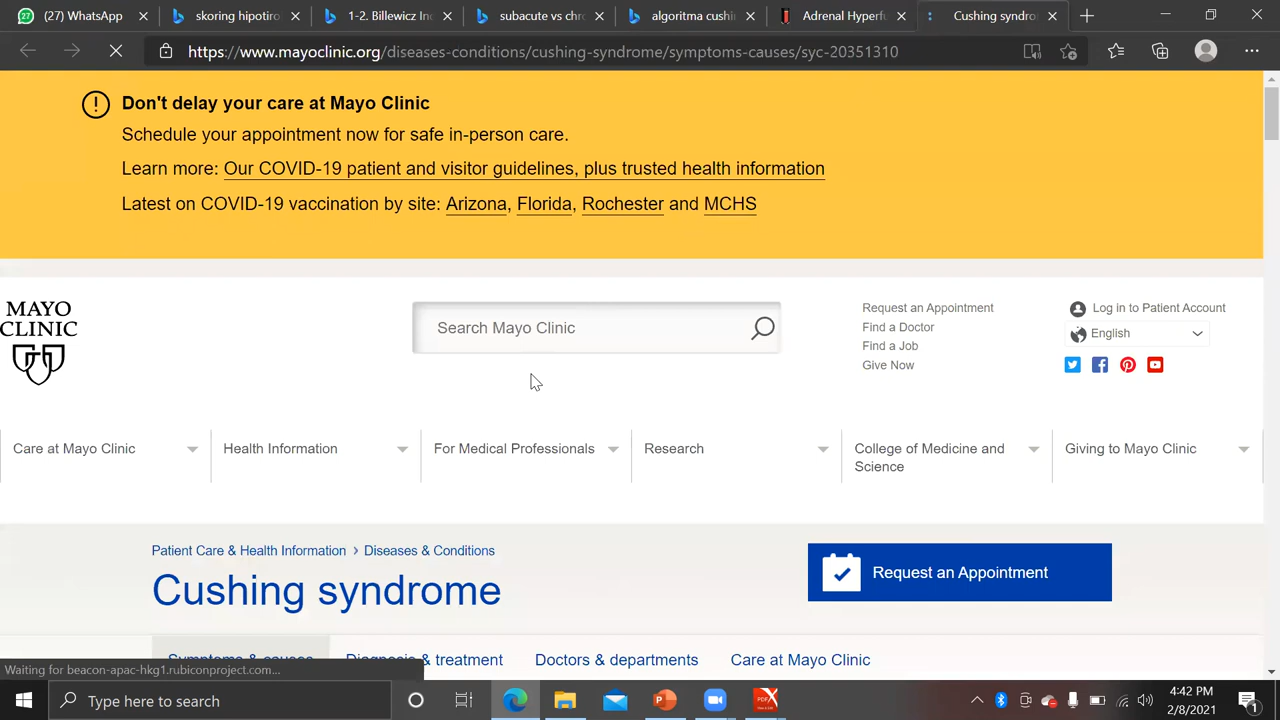 (27) WhatsApp
skoring hipotiro
1-2. Billewicz Inc
subacute vs chr
algoritma cushi
Adrenal Hyperfu
Cushing syndro
https://www.mayoclinic.org/diseases-conditions/cushing-syndrome/symptoms-causes/syc-20351310
Don't delay your care at Mayo Clinic
Schedule your appointment now for safe in-person care.
Learn more: Our COVID-19 patient and visitor guidelines, plus trusted health information
Latest on COVID-19 vaccination by site: Arizona, Florida, Rochester and MCHS
MAYO
CLINIC
Search Mayo Clinic
Request an Appointment
Find a Doctor
Find a Job
Give Now
Log in to Patient Account
English
Care at Mayo Clinic
Health Information
For Medical Professionals
Research
College of Medicine and
Science
Giving to Mayo Clinic
Patient Care & Health Information › Diseases & Conditions
Cushing syndrome
Request an Appointment
Symptoms & causes
Diagnosis & treatment
Doctors & departments
Care at Mayo Clinic
Waiting for beacon-apac-hkg1.rubiconproject.com...
Type here to search
4:42 PM
2/8/2021
1